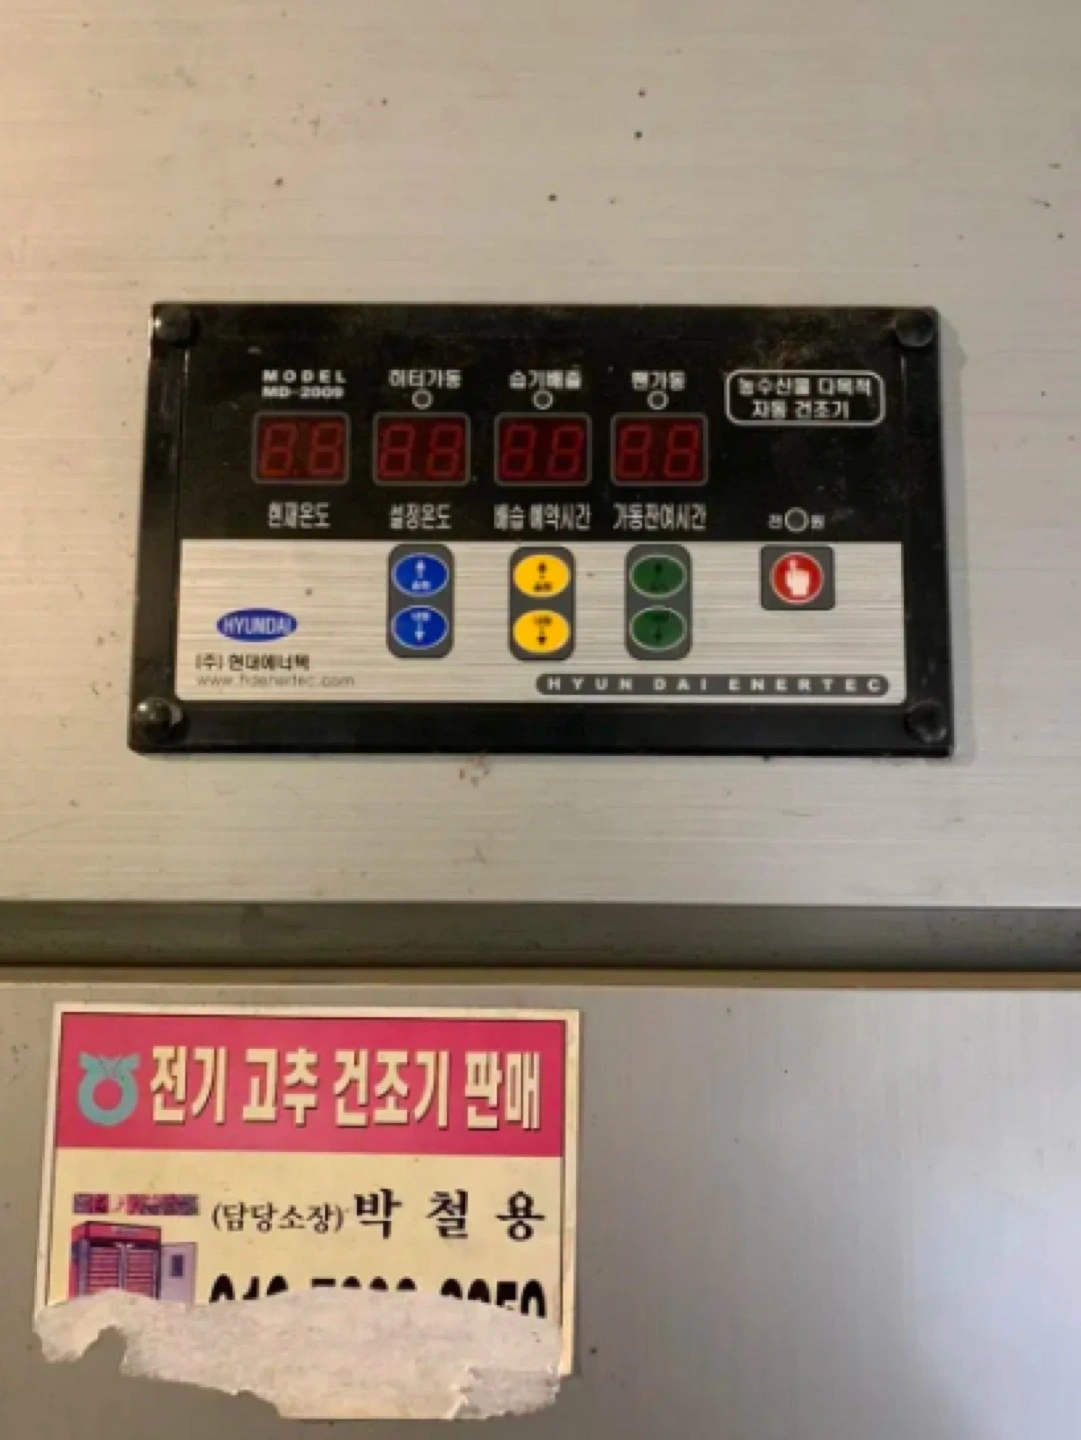 MODEL
MD-2009
히터가동
습기배출
팬가동
농수산물 다목적
자동 건조기
현재온도
설정온도
배습 예약시간
가동잔여시간
전원
HYUNDAI
(주) 현대에너텍
www.hdenertec.com
HYUNDAI ENERTEC
전기 고추 건조기 판매
(담당소장) 박 철 용